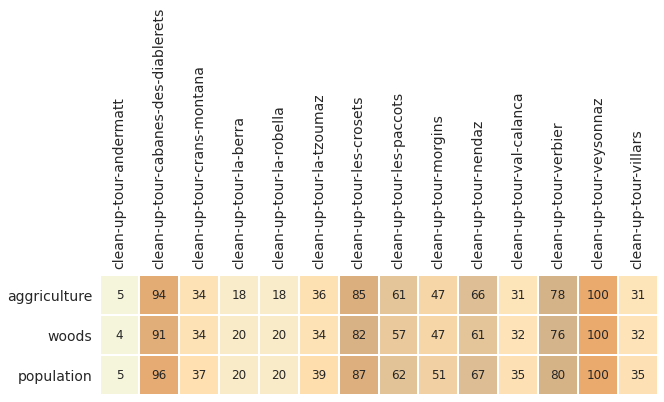 clean-up-tour-andermatt
clean-up-tour-cabanes-des-diablerets
clean-up-tour-crans-montana
clean-up-tour-la-berra
clean-up-tour-la-robella
clean-up-tour-la-tzoumaz
clean-up-tour-les-crosets
clean-up-tour-les-paccots
clean-up-tour-morgins
clean-up-tour-nendaz
clean-up-tour-val-calanca
clean-up-tour-verbier
clean-up-tour-veysonnaz
clean-up-tour-villars
aggriculture 5 94 34 18 18 36 85 61 47 66 31 78 100 31
woods 4 91 34 20 20 34 82 57 47 61 32 76 100 32
population 5 96 37 20 20 39 87 62 51 67 35 80 100 35